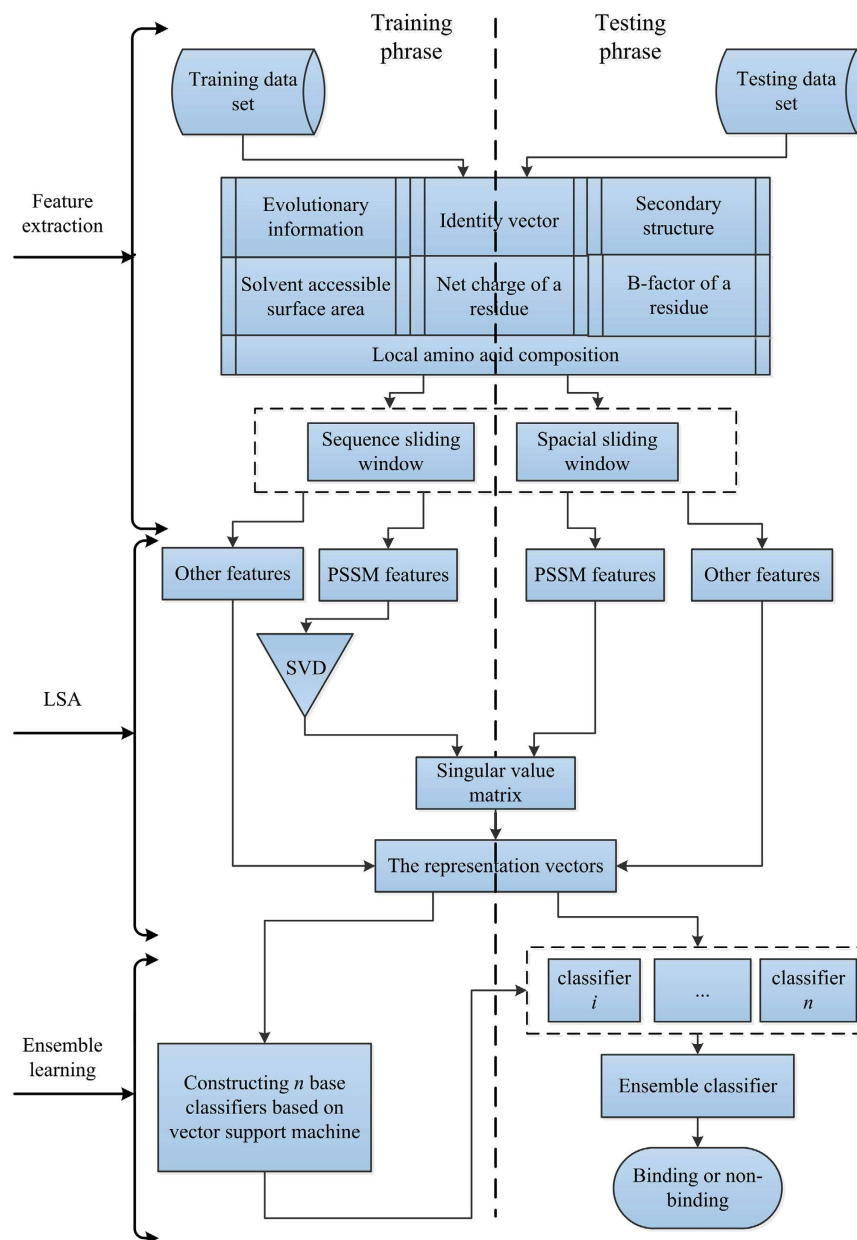 Training
phrase
Testing
phrase
Training data
set
Testing data
set
Feature
extraction
Evolutionary
information
Identity vector
Secondary
structure
Solvent accessible
surface area
Net charge of a
residue
B-factor of a
residue
Local amino acid composition
Sequence sliding
window
Spacial sliding
window
Other features
PSSM features
PSSM features
Other features
SVD
LSA
Singular value
matrix
The representation vectors
classifier
i
...
classifier
n
Ensemble
learning
Constructing n base
classifiers based on
vector support machine
Ensemble classifier
Binding or non-
binding